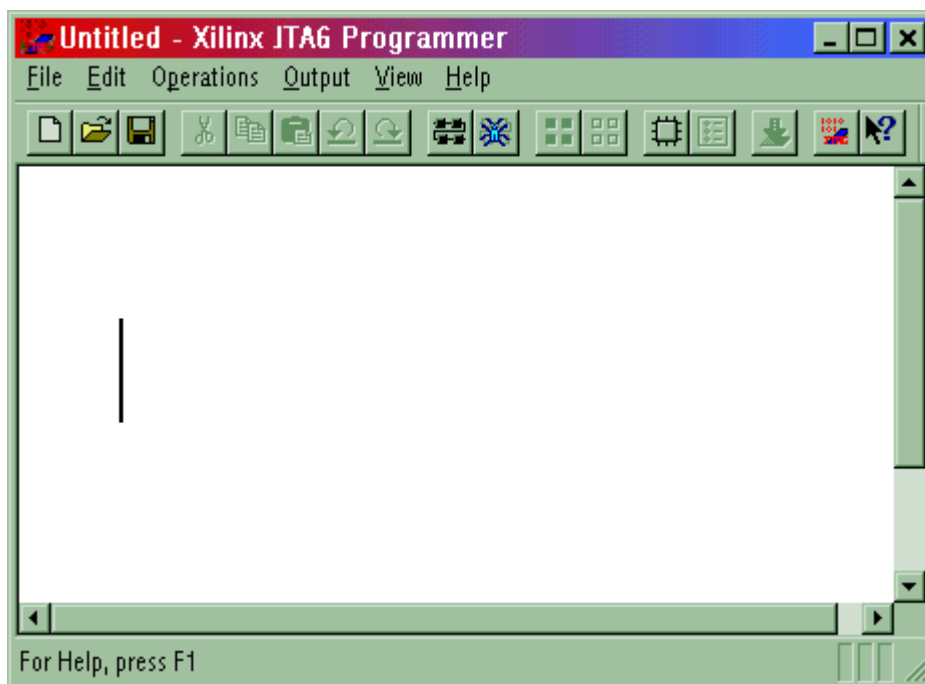 Untitled - Xilinx JTAG Programmer
File Edit Operations Output View Help
For Help, press F1